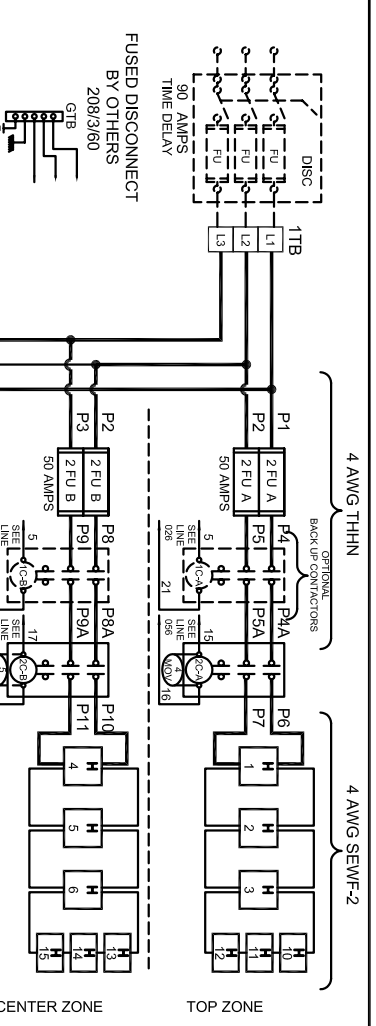 FUSED DISCONNECT
BY OTHERS
208/3/60
GTB
90 AMPS
TIME DELAY
DISC
FU
FU
FU
1TB
L1
L2
L3
4 AWG THHN
4 AWG SEWF-2
OPTIONAL
BACK UP CONTACTORS
P1
P2
2 FU A
2 FU A
50 AMPS
P4
P5
5
SEE
LINE
026
1C-A
21
P4A
P5A
15
SEE
LINE
056
2C-A
4
MOV
16
P6
P7
H
1
H
2
H
3
H
10
H
11
H
12
TOP ZONE
P2
P3
2 FU B
2 FU B
50 AMPS
P8
P9
5
SEE
LINE
1C-B
P8A
P9A
17
SEE
LINE
2C-B
5
P10
P11
H
4
H
5
H
6
H
13
H
14
H
15
CENTER ZONE